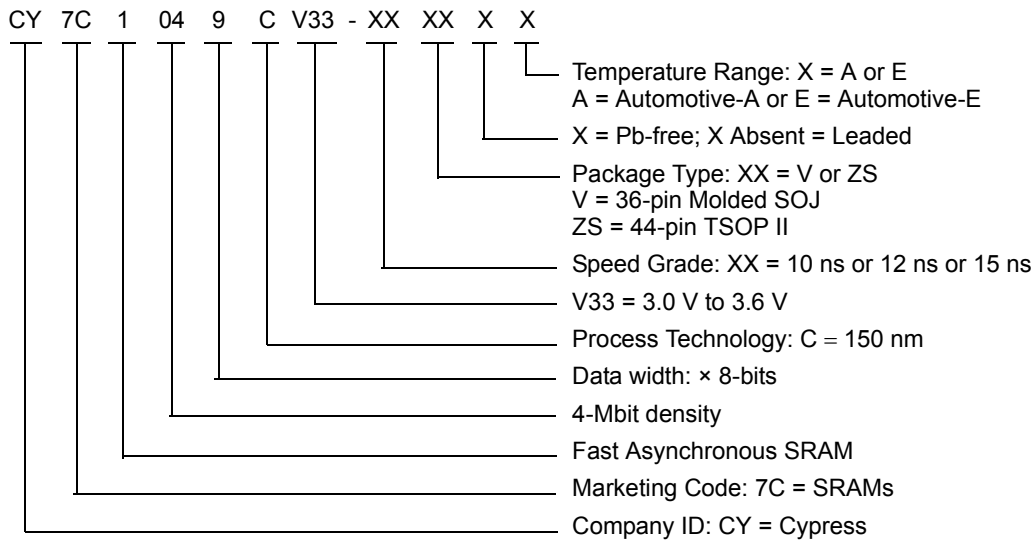 CY 7C 1 04 9 C V33 - XX XX X X
Temperature Range: X = A or E
A = Automotive-A or E = Automotive-E
X = Pb-free; X Absent = Leaded
Package Type: XX = V or ZS
V = 36-pin Molded SOJ
ZS = 44-pin TSOP II
Speed Grade: XX = 10 ns or 12 ns or 15 ns
V33 = 3.0 V to 3.6 V
Process Technology: C = 150 nm
Data width: × 8-bits
4-Mbit density
Fast Asynchronous SRAM
Marketing Code: 7C = SRAMs
Company ID: CY = Cypress